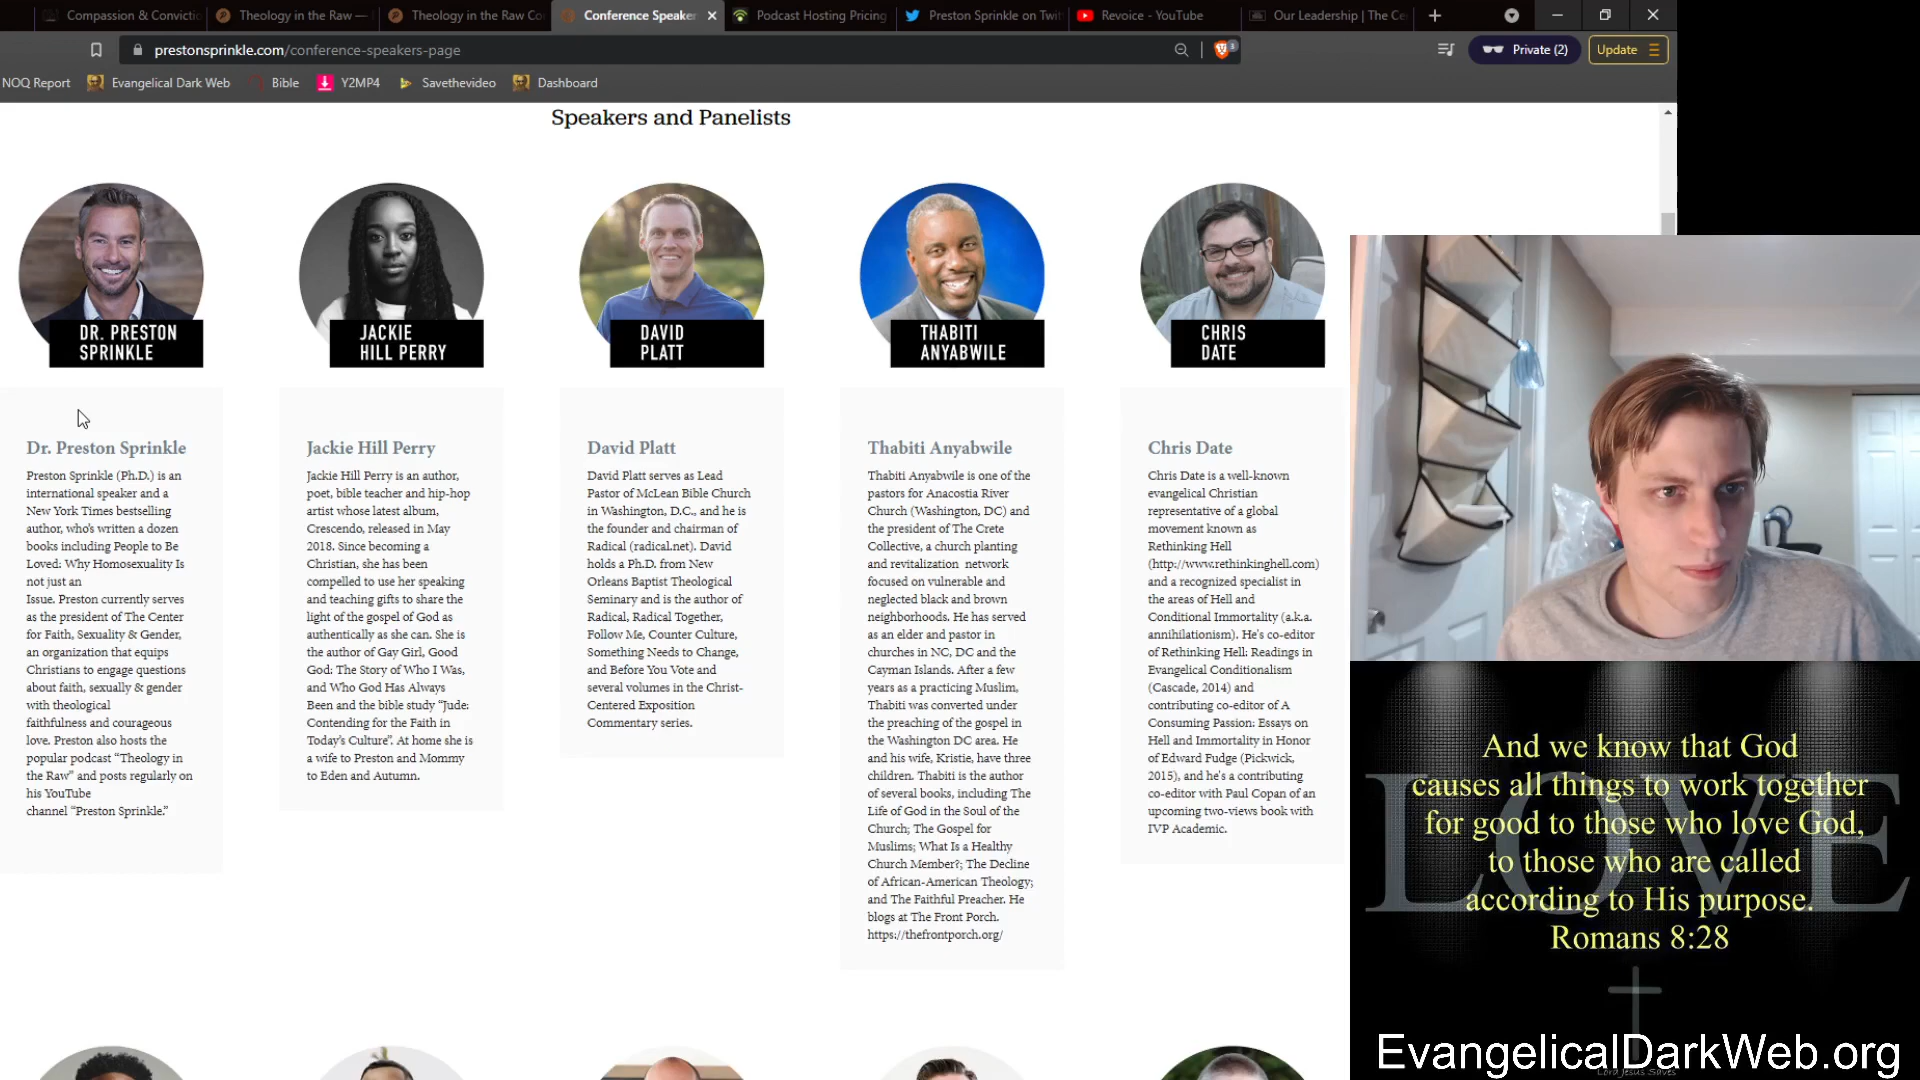 Compassion & Convictio
Theology in the Raw —
Theology in the Raw Co
Conference Speaker
Podcast Hosting Pricing
Preston Sprinkle on Twi
Revoice - YouTube
Our Leadership | The Ce
prestonsprinkle.com/conference-speakers-page
3
Private (2)
Update
NOQ Report
Evangelical Dark Web
Bible
Y2MP4
Savethevideo
Dashboard
Speakers and Panelists
DR. PRESTON
SPRINKLE
JACKIE
HILL PERRY
DAVID
PLATT
THABITI
ANYABWILE
CHRIS
DATE
Dr. Preston Sprinkle
Preston Sprinkle (Ph.D.) is an
international speaker and a
New York Times bestselling
author, who's written a dozen
books including People to Be
Loved: Why Homosexuality Is
not just an
Issue. Preston currently serves
as the president of The Center
for Faith, Sexuality & Gender,
an organization that equips
Christians to engage questions
about faith, sexually & gender
with theological
faithfulness and courageous
love. Preston also hosts the
popular podcast "Theology in
the Raw" and posts regularly on
his YouTube
channel "Preston Sprinkle."
Jackie Hill Perry
Jackie Hill Perry is an author,
poet, bible teacher and hip-hop
artist whose latest album,
Crescendo, released in May
2018. Since becoming a
Christian, she has been
compelled to use her speaking
and teaching gifts to share the
light of the gospel of God as
authentically as she can. She is
the author of Gay Girl, Good
God: The Story of Who I Was,
and Who God Has Always
Been and the bible study "Jude:
Contending for the Faith in
Today's Culture". At home she is
a wife to Preston and Mommy
to Eden and Autumn.
David Platt
David Platt serves as Lead
Pastor of McLean Bible Church
in Washington, D.C., and he is
the founder and chairman of
Radical (radical.net). David
holds a Ph.D. from New
Orleans Baptist Theological
Seminary and is the author of
Radical, Radical Together,
Follow Me, Counter Culture,
Something Needs to Change,
and Before You Vote and
several volumes in the Christ-
Centered Exposition
Commentary series.
Thabiti Anyabwile
Thabiti Anyabwile is one of the
pastors for Anacostia River
Church (Washington, DC) and
the president of The Crete
Collective, a church planting
and revitalization network
focused on vulnerable and
neglected black and brown
neighborhoods. He has served
as an elder and pastor in
churches in NC, DC and the
Cayman Islands. After a few
years as a practicing Muslim,
Thabiti was converted under
the preaching of the gospel in
the Washington DC area. He
and his wife, Kristie, have three
children. Thabiti is the author
of several books, including The
Life of God in the Soul of the
Church; The Gospel for
Muslims; What Is a Healthy
Church Member?; The Decline
of African-American Theology;
and The Faithful Preacher. He
blogs at The Front Porch.
https://thefrontporch.org/
Chris Date
Chris Date is a well-known
evangelical Christian
representative of a global
movement known as
Rethinking Hell
(http://www.rethinkinghell.com)
and a recognized specialist in
the areas of Hell and
Conditional Immortality (a.k.a.
annihilationism). He's co-editor
of Rethinking Hell: Readings in
Evangelical Conditionalism
(Cascade, 2014) and
contributing co-editor of A
Consuming Passion: Essays on
Hell and Immortality in Honor
of Edward Fudge (Pickwick,
2015), and he's a contributing
co-editor with Paul Copan of an
upcoming two-views book with
IVP Academic.
LOVE
And we know that God
causes all things to work together
for good to those who love God,
to those who are called
according to His purpose.
Romans 8:28
EvangelicalDarkWeb.org
Lord Jesus Saves